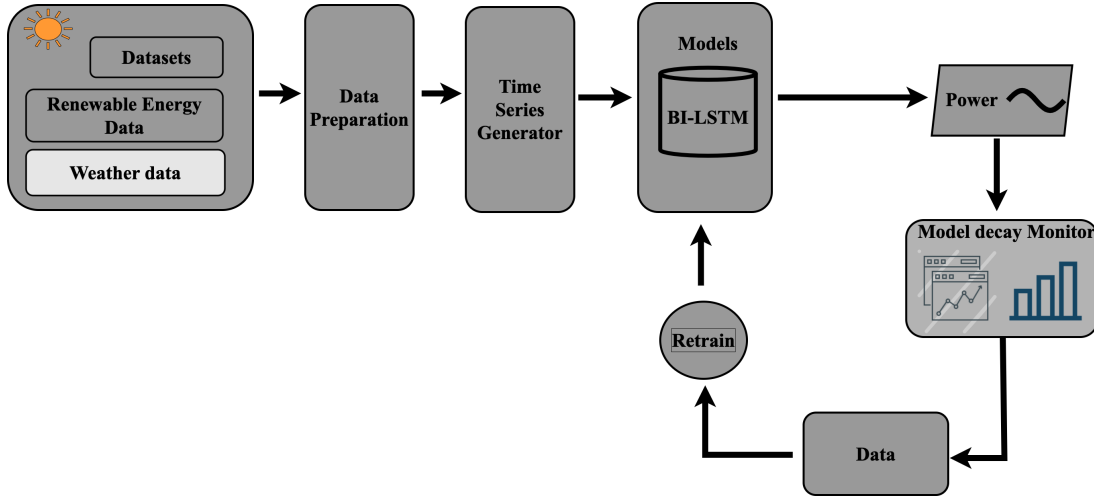 Datasets
Renewable Energy
Data
Weather data
Data
Preparation
Time
Series
Generator
Models
BI-LSTM
Power
Model decay Monitor
Retrain
Data